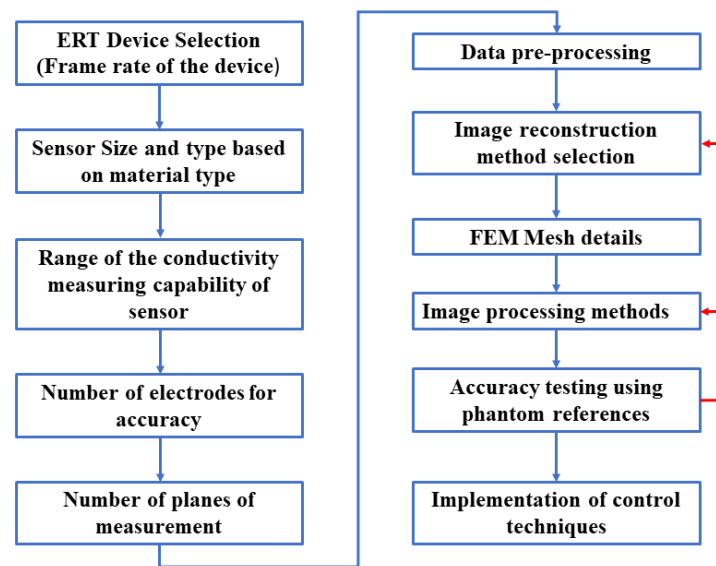 ERT Device Selection
(Frame rate of the device)
Sensor Size and type based
on material type
Range of the conductivity
measuring capability of
sensor
Number of electrodes for
accuracy
Number of planes of
measurement
Data pre-processing
Image reconstruction
method selection
FEM Mesh details
Image processing methods
Accuracy testing using
phantom references
Implementation of control
techniques